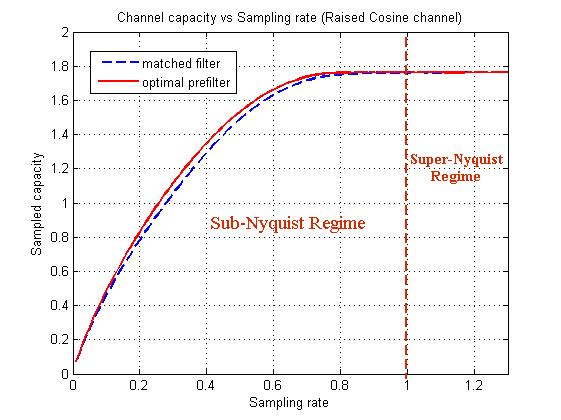 Channel capacity vs Sampling rate (Raised Cosine channel)
2
1.8
1.6
1.4
1.2
1
0.8
0.6
0.4
0.2
0
Sampled capacity
matched filter
optimal prefilter
Super-Nyquist
Regime
Sub-Nyquist Regime
0 0.2 0.4 0.6 0.8 1 1.2
Sampling rate